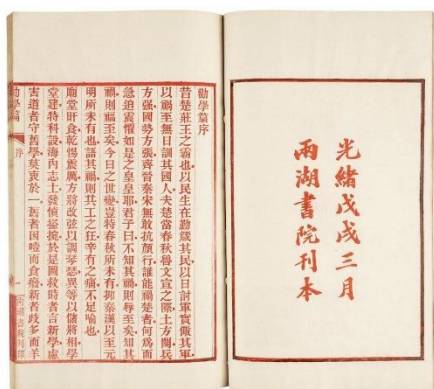 光緒戊戌三月
兩湖書院刊本
勸學篇序
昔楚莊王之霸也以民生在勤箴其民以日討軍實儆其軍
以禍至無日訓其國人夫楚當春秋魯文宣之際土方闢兵
方强國勢方張齊晉秦宋無敢抗顏行誰能禍楚者何爲而
急迫震懼如是之皇皇耶君子曰不知其禍則辱至矣知其
禍則福至矣今日之世變豈特春秋所未有抑秦漢以至元
明所未有也語其禍則共工之狂辛有之痛不足喻也
廟堂旰食乾惕震厲方將改弦以調琴瑟異等以儲將相學
堂建特科設海內志士發憤搤捥於是圖救時者言新學慮
害道者守舊學莫衷於一舊者因噎而食廢新者歧多而羊
勸學篇
序